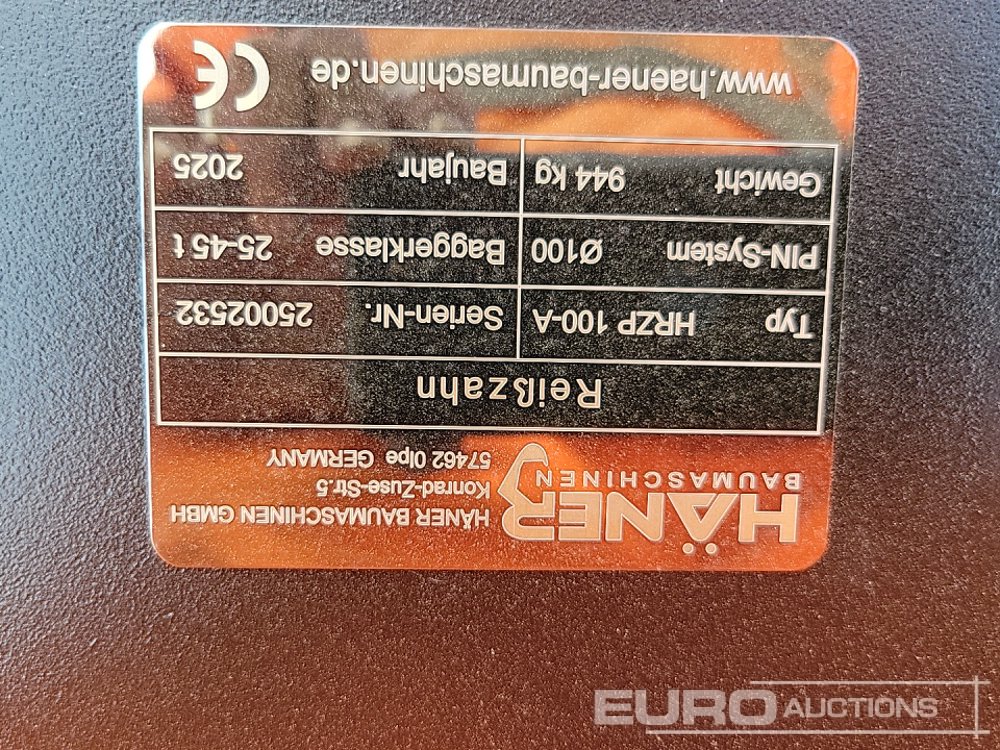 HÄNER
BAUMASCHINEN
HÄNER BAUMASCHINEN GMBH
Konrad-Zuse-Str.5
57462 Olpe GERMANY
Reißzahn
Typ HRZP 100-A Serien-Nr. 25002532
PIN-System Ø100 Baggerklasse 25-45 t
Gewicht 944 kg Baujahr 2025
www.haener-baumaschinen.de CE
EURO AUCTIONS